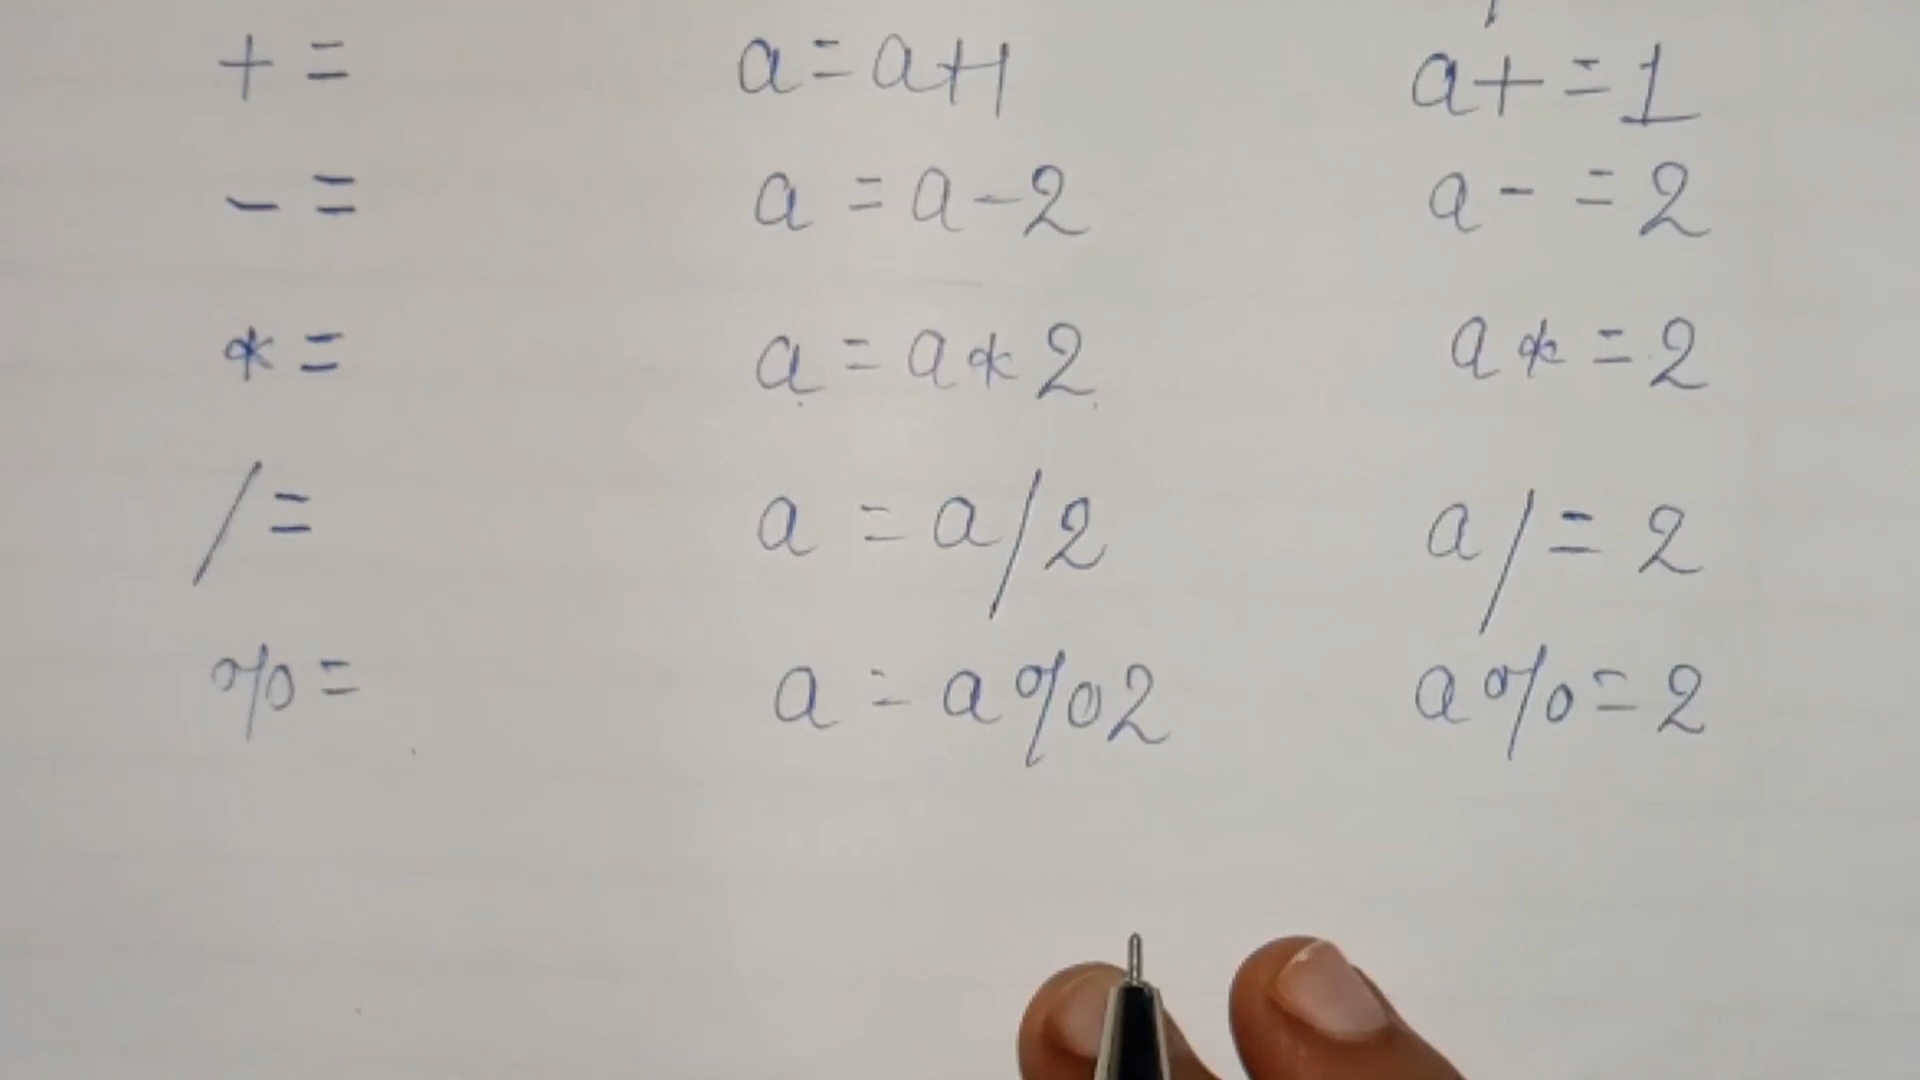 += a=a+1 a+=1
-= a=a-2 a-=2
*= a=a*2 a*=2
/= a=a/2 a/=2
%= a=a%2 a%=2